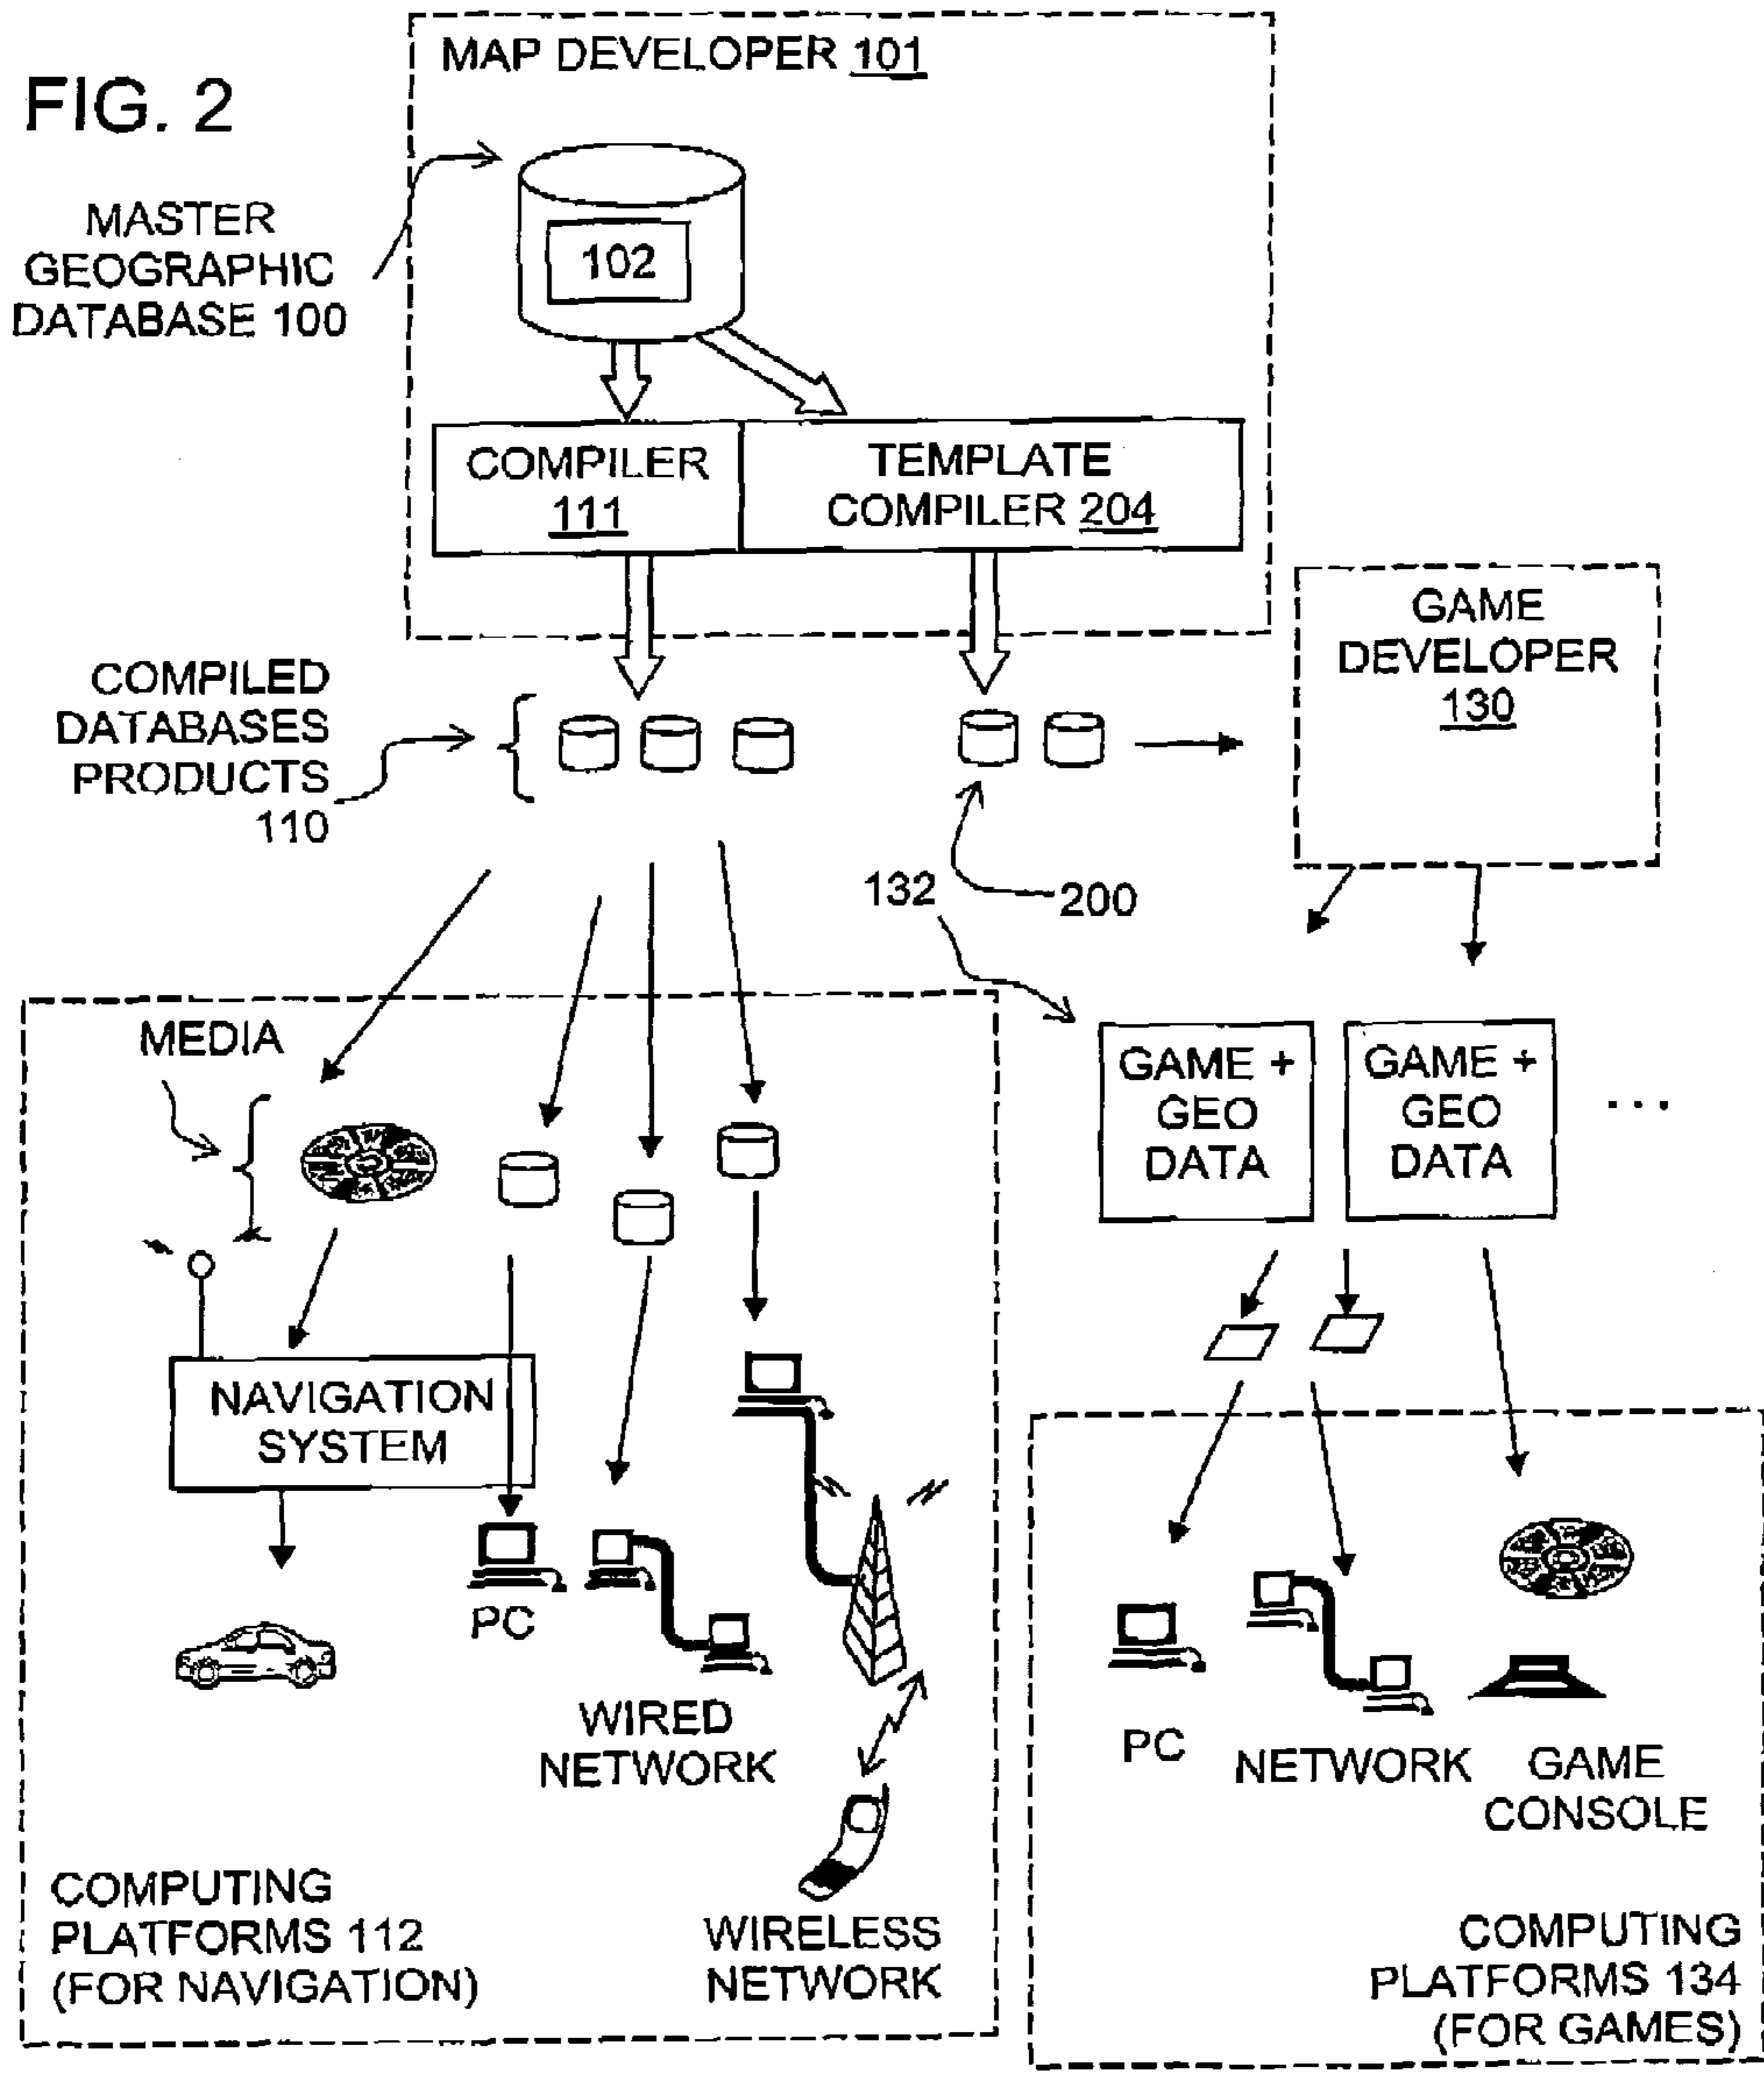 FIG. 2
MAP DEVELOPER 101
MASTER
GEOGRAPHIC
DATABASE 100
102
COMPILER
111
TEMPLATE
COMPILER 204
GAME
DEVELOPER
130
COMPILED
DATABASES
PRODUCTS
110
132
200
MEDIA
GAME +
GEO
DATA
GAME +
GEO
DATA
...
NAVIGATION
SYSTEM
PC
WIRED
NETWORK
WIRELESS
NETWORK
COMPUTING
PLATFORMS 112
(FOR NAVIGATION)
PC
NETWORK
GAME
CONSOLE
COMPUTING
PLATFORMS 134
(FOR GAMES)